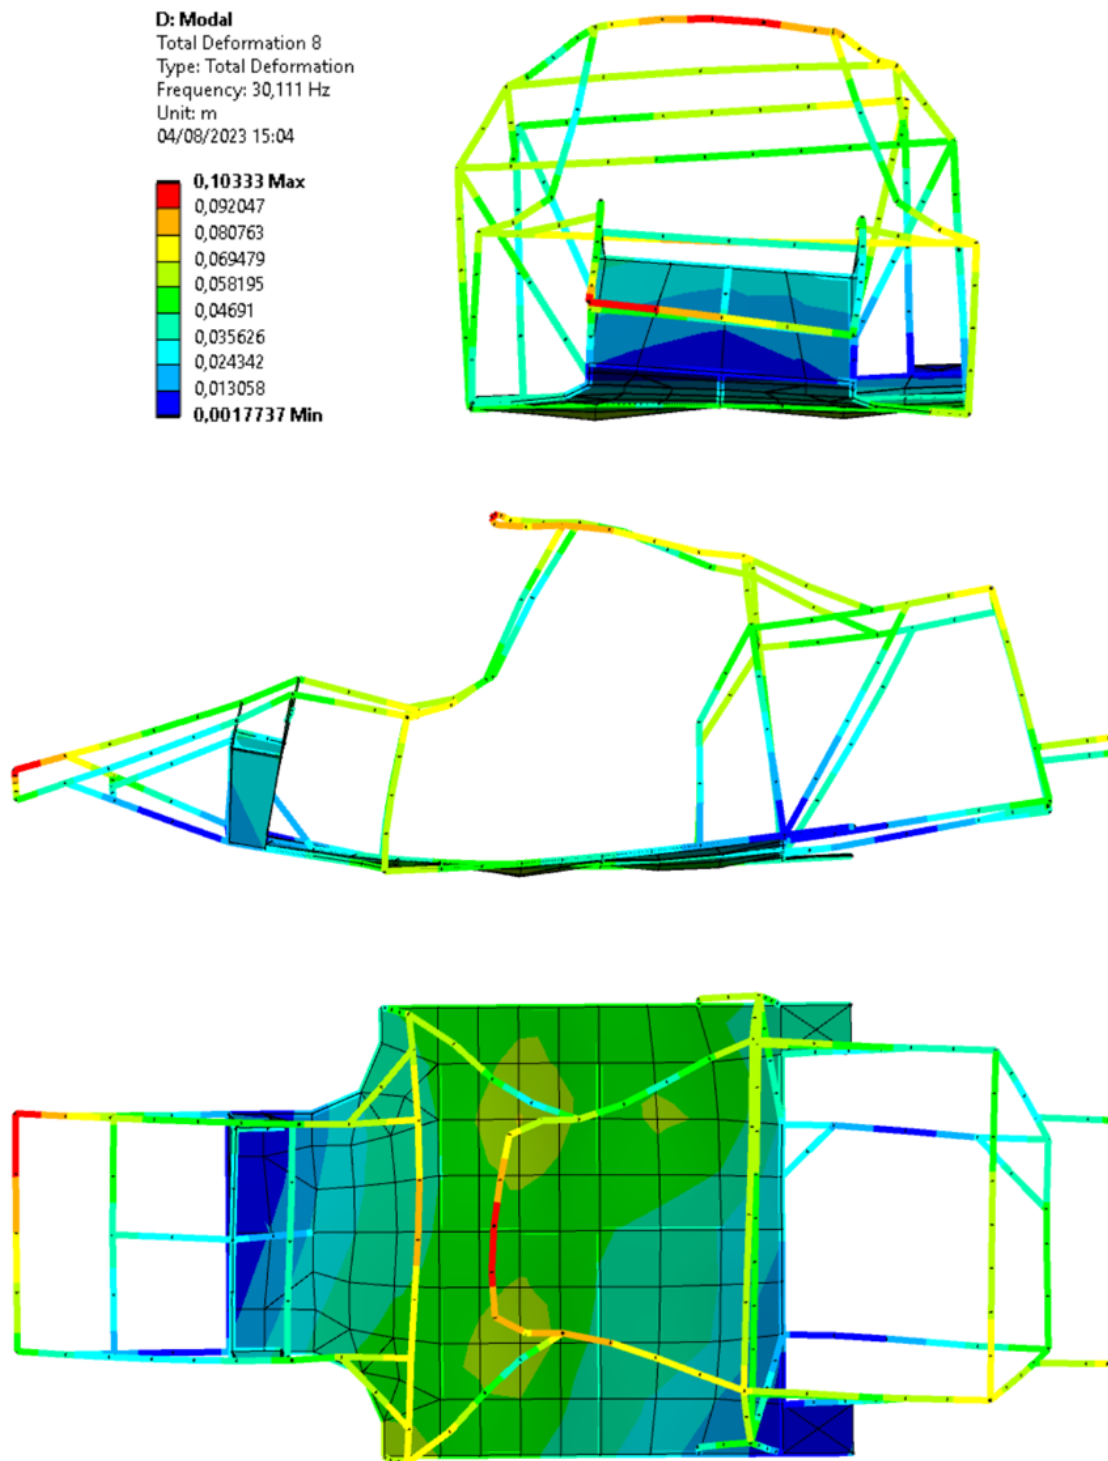 D: Modal
Total Deformation 8
Type: Total Deformation
Frequency: 30,111 Hz
Unit: m
04/08/2023 15:04
0,10333 Max
0,092047
0,080763
0,069479
0,058195
0,04691
0,035626
0,024342
0,013058
0,0017737 Min